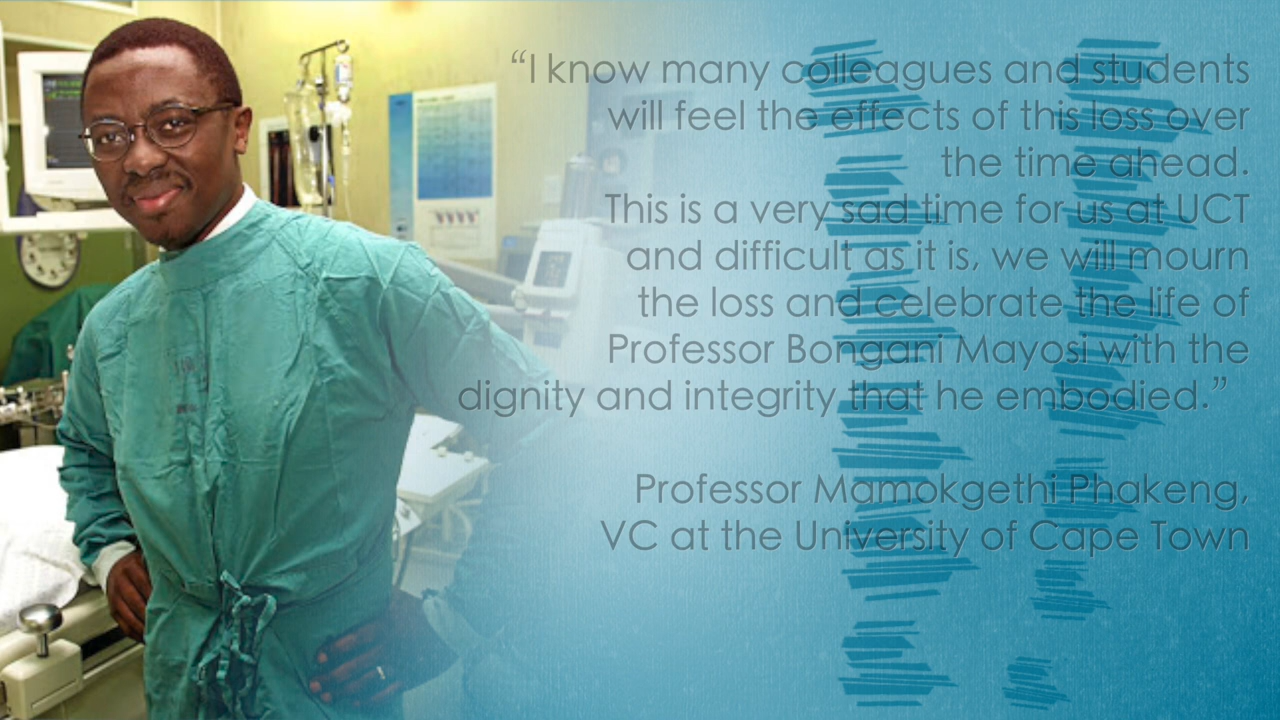 “I know many colleagues and students
will feel the effects of this loss over
the time ahead.
This is a very sad time for us at UCT
and difficult as it is, we will mourn
the loss and celebrate the life of
Professor Bongani Mayosi with the
dignity and integrity that he embodied.”
Professor Mamokgethi Phakeng,
VC at the University of Cape Town